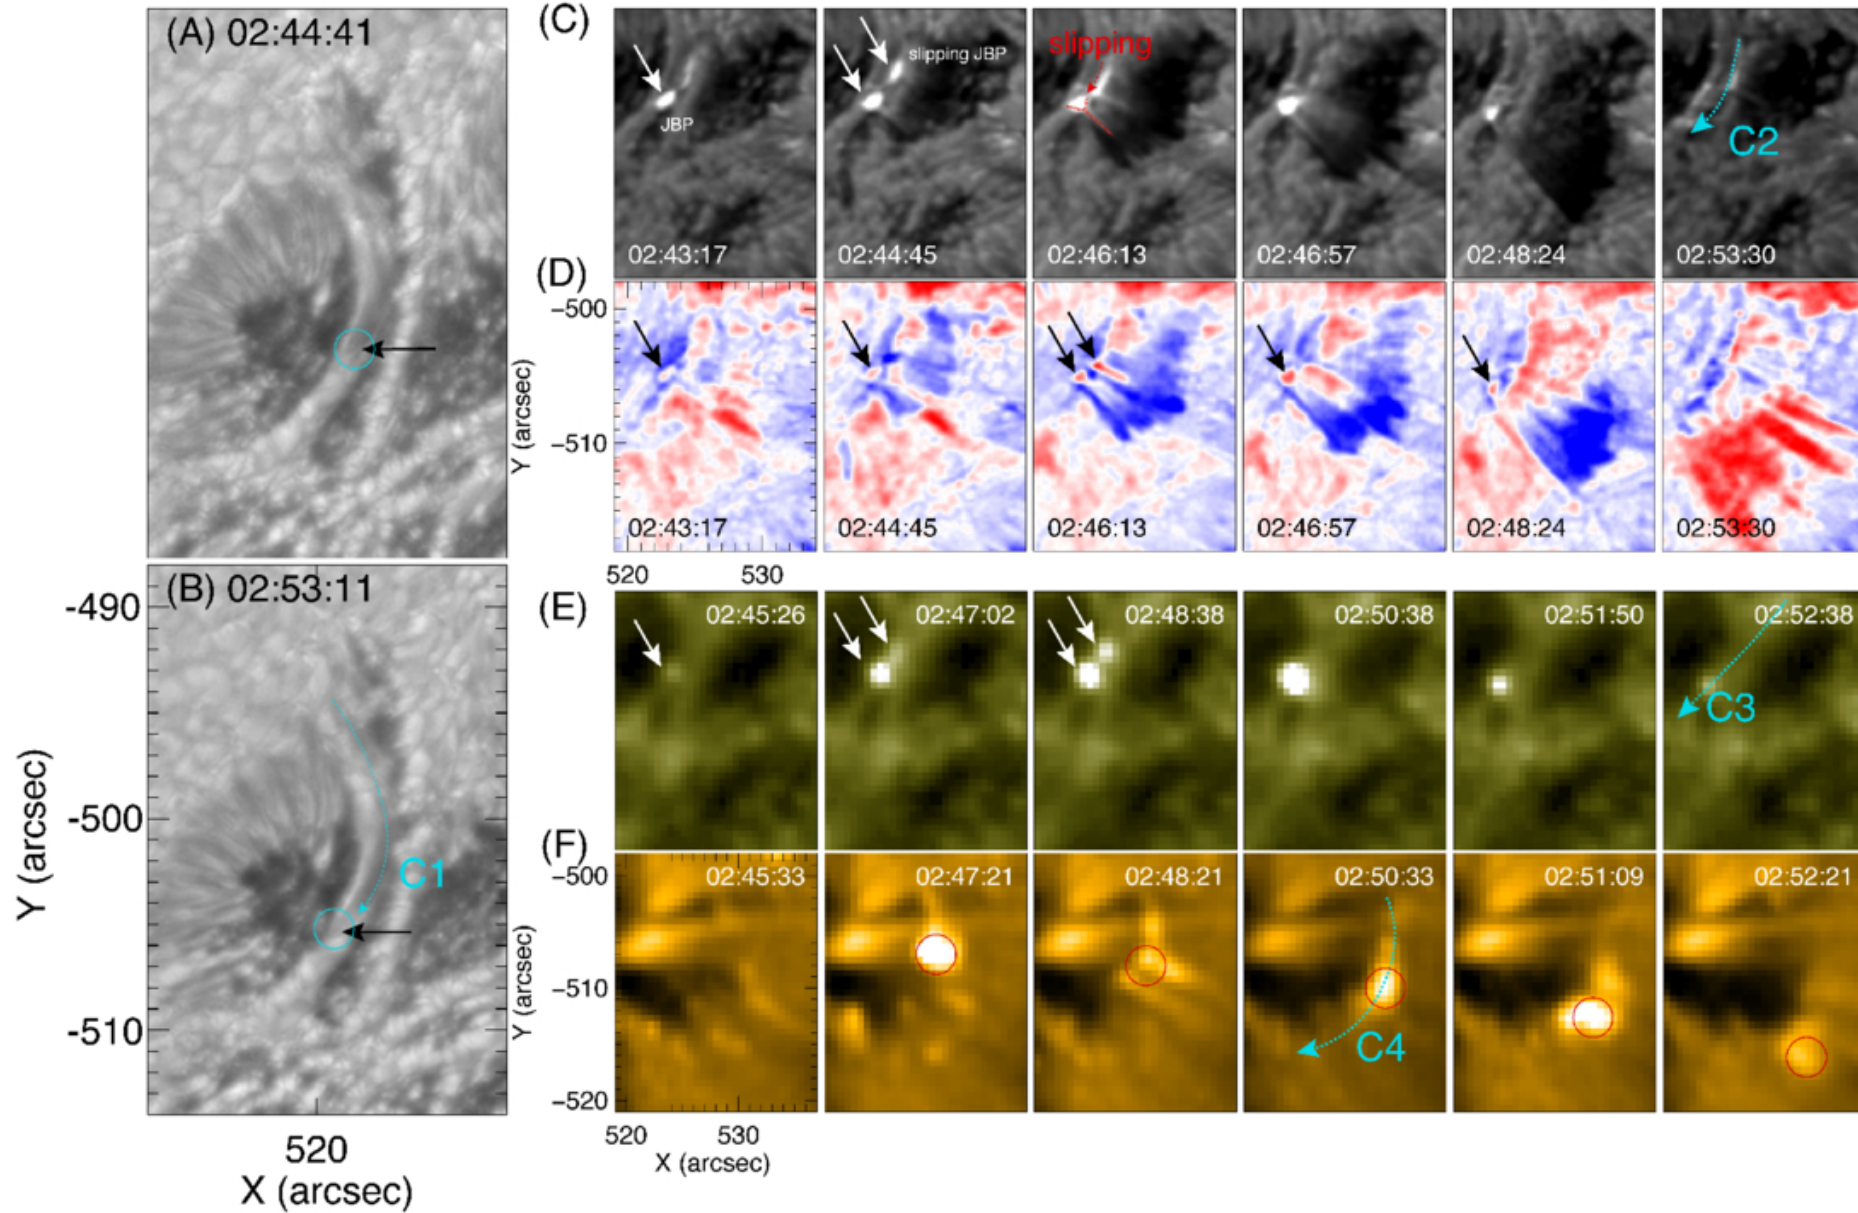 (A) 02:44:41
(B) 02:53:11
C1
-490
-500
-510
Y (arcsec)
520
X (arcsec)
(C)
JBP
02:43:17
slipping JBP
02:44:45
slipping
02:46:13
02:46:57
02:48:24
C2
02:53:30
(D)
−500
−510
Y (arcsec)
02:43:17
02:44:45
02:46:13
02:46:57
02:48:24
02:53:30
520
530
(E)
02:45:26
02:47:02
02:48:38
02:50:38
02:51:50
02:52:38
C3
(F)
−500
−510
−520
Y (arcsec)
02:45:33
02:47:21
02:48:21
02:50:33
C4
02:51:09
02:52:21
520
530
X (arcsec)